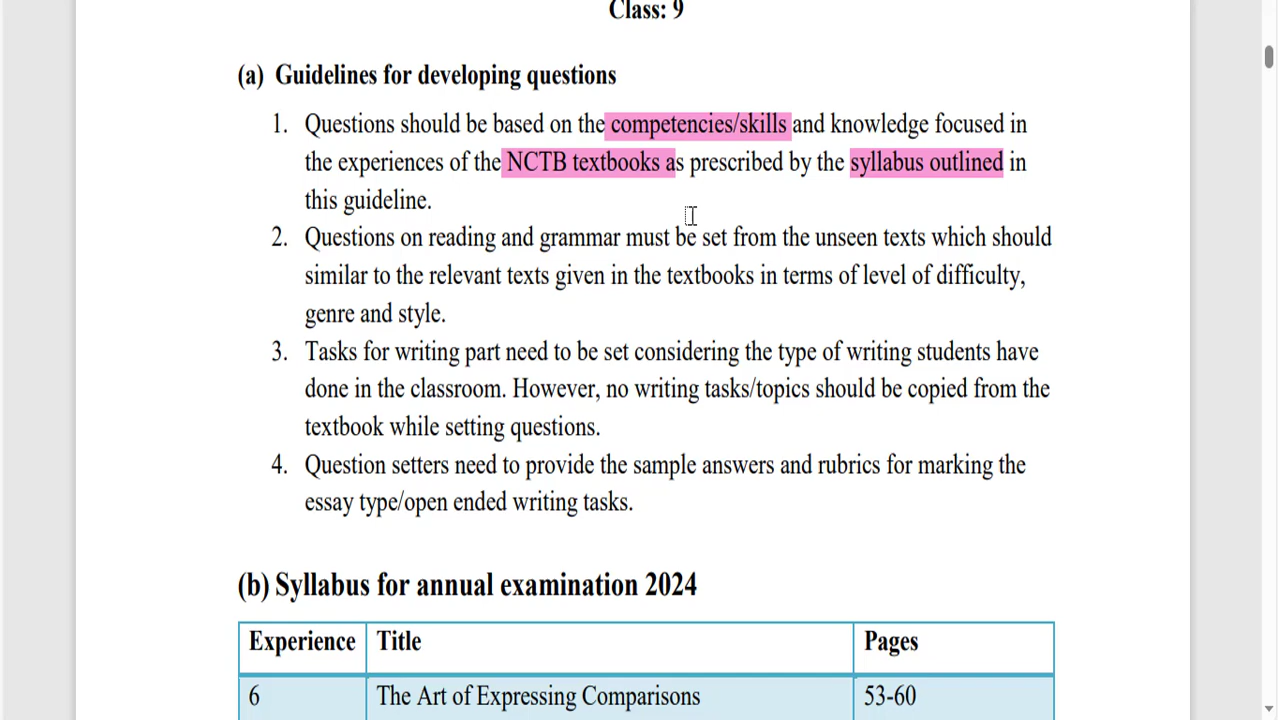 Class: 9
(a) Guidelines for developing questions
1. Questions should be based on the competencies/skills and knowledge focused in
the experiences of the NCTB textbooks as prescribed by the syllabus outlined in
this guideline.
2. Questions on reading and grammar must be set from the unseen texts which should
similar to the relevant texts given in the textbooks in terms of level of difficulty,
genre and style.
3. Tasks for writing part need to be set considering the type of writing students have
done in the classroom. However, no writing tasks/topics should be copied from the
textbook while setting questions.
4. Question setters need to provide the sample answers and rubrics for marking the
essay type/open ended writing tasks.
(b) Syllabus for annual examination 2024
Experience Title Pages
6 The Art of Expressing Comparisons 53-60